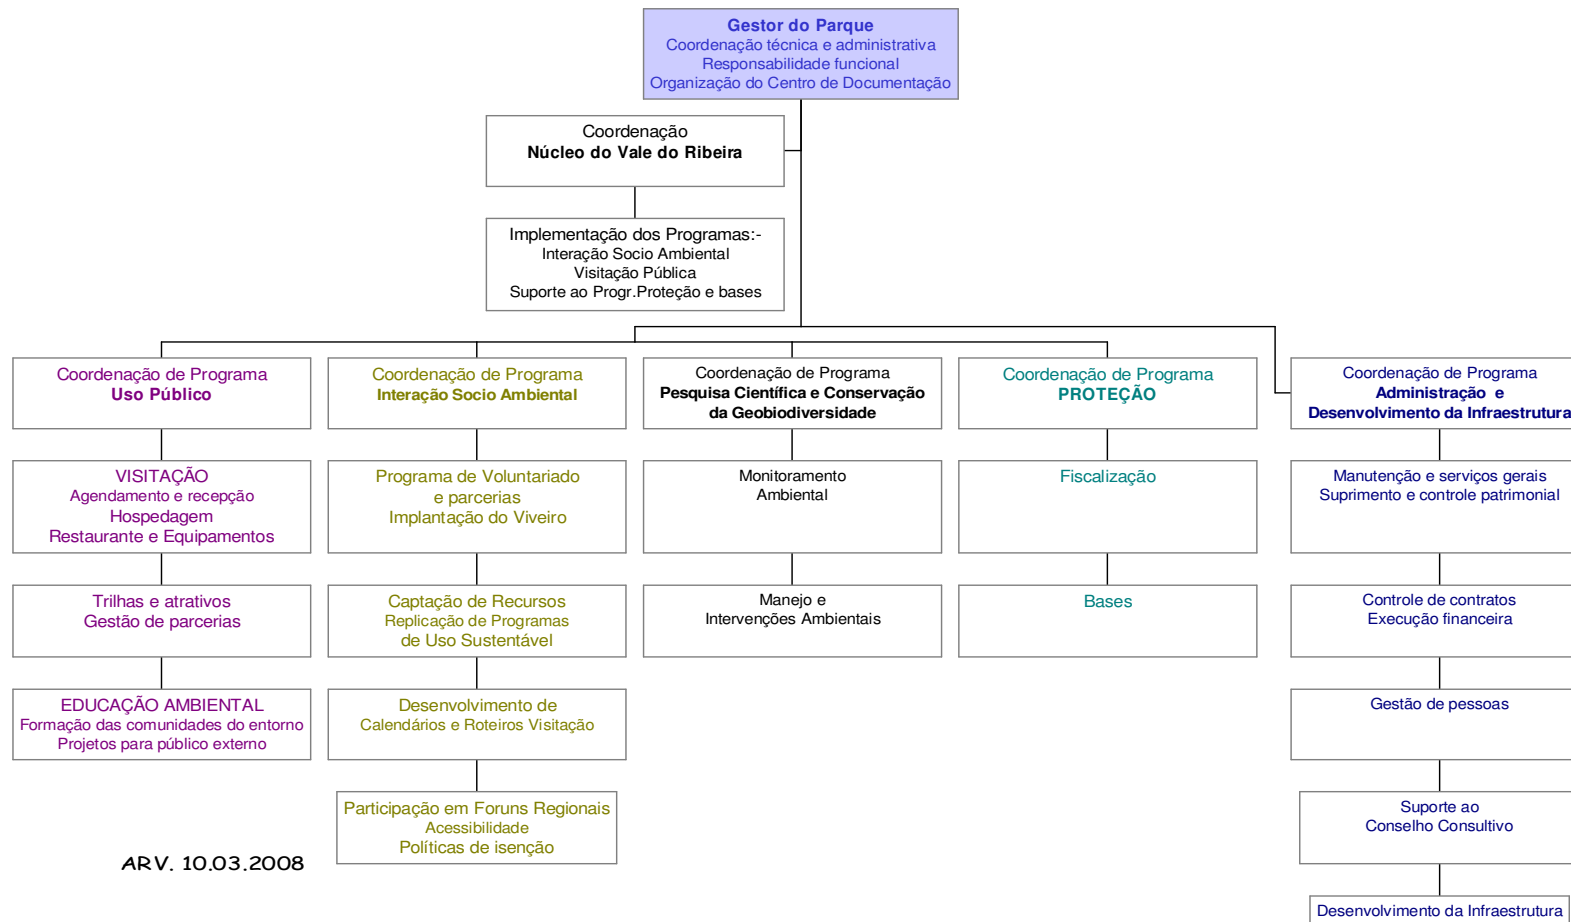 Gestor do Parque
Coordenação técnica e administrativa
Responsabilidade funcional
Organização do Centro de Documentação
Coordenação
Núcleo do Vale do Ribeira
Implementação dos Programas:-
Interação Socio Ambiental
Visitação Pública
Suporte ao Progr.Proteção e bases
Coordenação de Programa
Uso Público
VISITAÇÃO
Agendamento e recepção
Hospedagem
Restaurante e Equipamentos
Trilhas e atrativos
Gestão de parcerias
EDUCAÇÃO AMBIENTAL
Formação das comunidades do entorno
Projetos para público externo
Coordenação de Programa
Interação Socio Ambiental
Programa de Voluntariado
e parcerias
Implantação do Viveiro
Captação de Recursos
Replicação de Programas
de Uso Sustentável
Desenvolvimento de
Calendários e Roteiros Visitação
Participação em Foruns Regionais
Acessibilidade
Políticas de isenção
Coordenação de Programa
Pesquisa Científica e Conservação
da Geobiodiversidade
Monitoramento
Ambiental
Manejo e
Intervenções Ambientais
Coordenação de Programa
PROTEÇÃO
Fiscalização
Bases
Coordenação de Programa
Administração e
Desenvolvimento da Infraestrutura
Manutenção e serviços gerais
Suprimento e controle patrimonial
Controle de contratos
Execução financeira
Gestão de pessoas
Suporte ao
Conselho Consultivo
Desenvolvimento da Infraestrutura
ARV. 10.03.2008